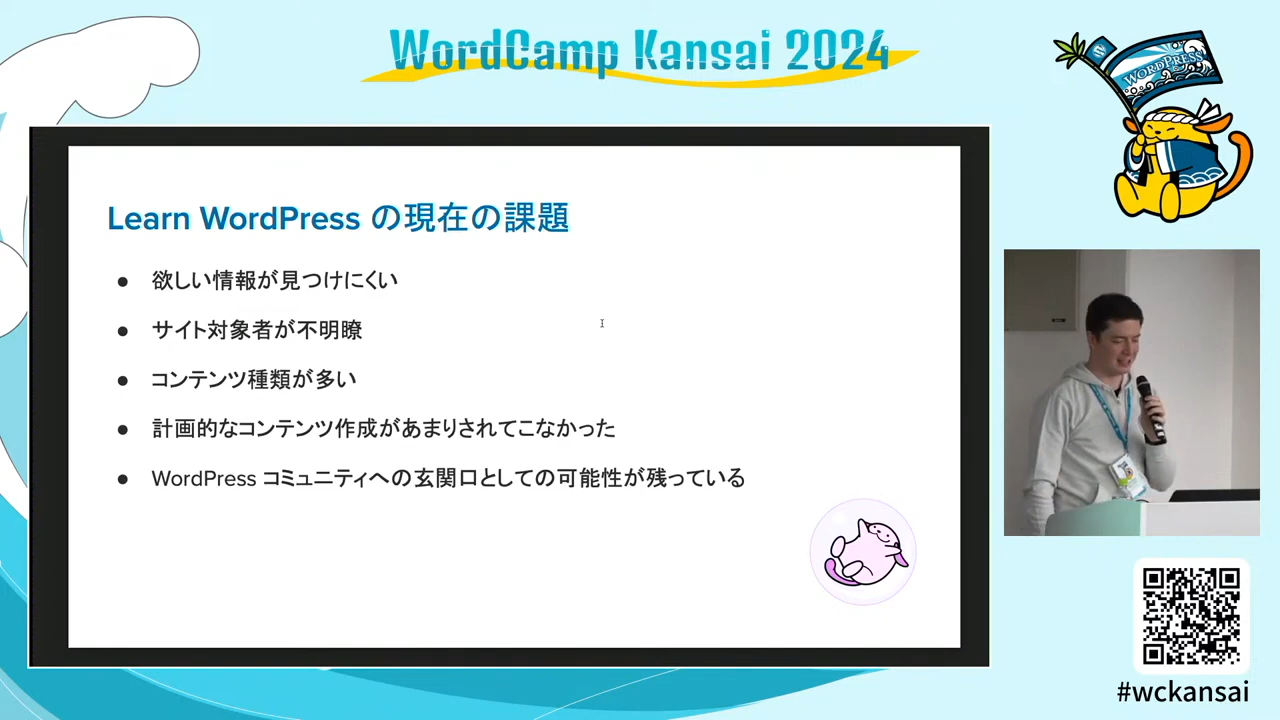 WordCamp Kansai 2024
WORDPRESS
Learn WordPress の現在の課題
● 欲しい情報が見つけにくい
● サイト対象者が不明瞭
● コンテンツ種類が多い
● 計画的なコンテンツ作成があまりされてこなかった
● WordPress コミュニティへの玄関口としての可能性が残っている
#wckansai